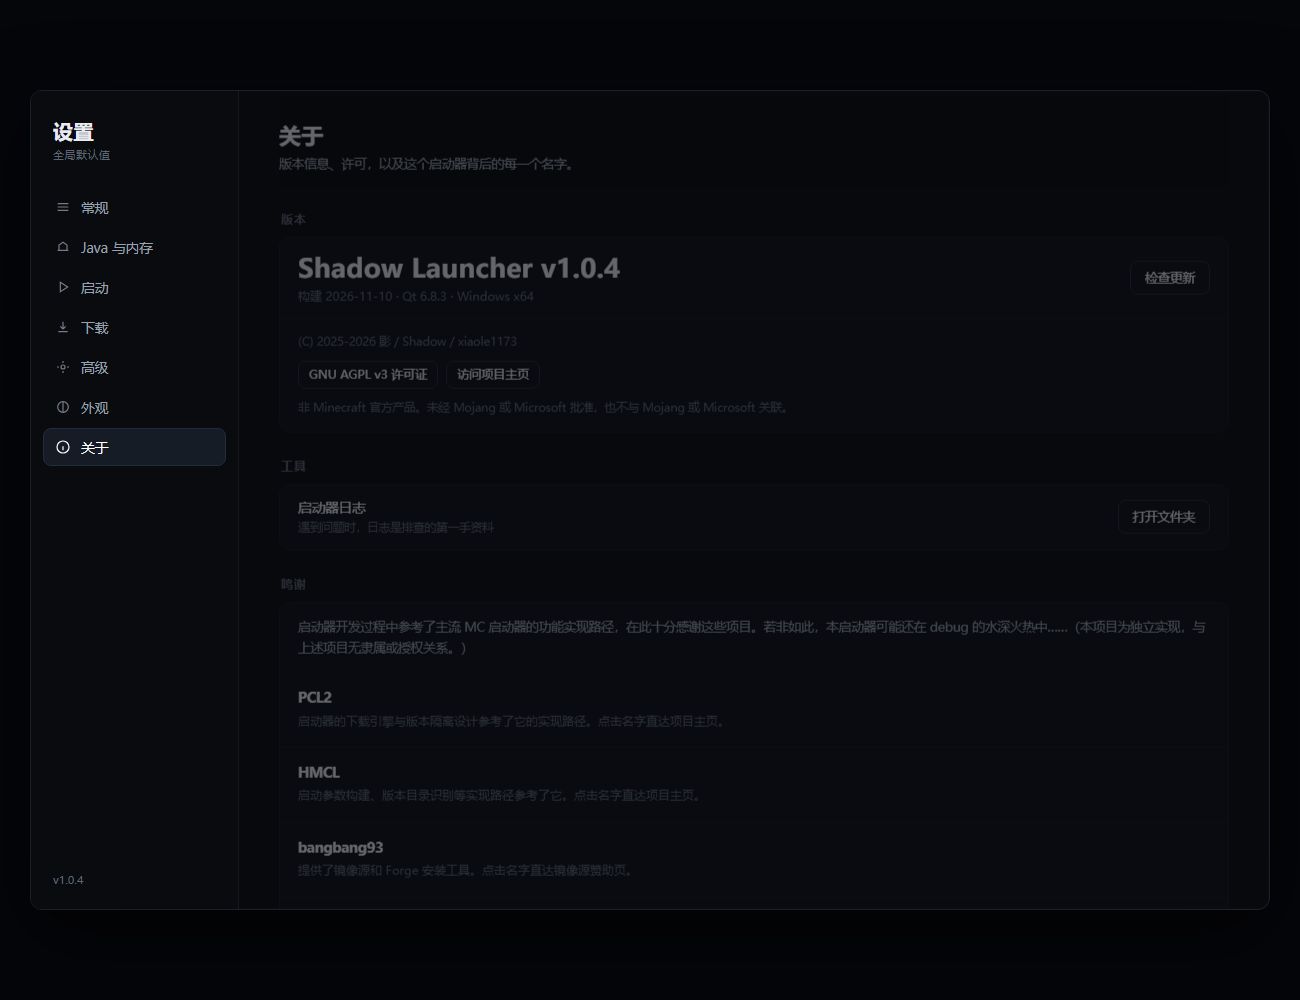 设置
全局默认值
常规
Java 与内存
启动
下载
高级
外观
关于
v1.0.4
关于
版本信息、许可，以及这个启动器背后的每一个名字。
版本
Shadow Launcher v1.0.4
构建 2026-11-10 · Qt 6.8.3 · Windows x64
检查更新
(C) 2025-2026 影 / Shadow / xiaole1173
GNU AGPL v3 许可证
访问项目主页
非 Minecraft 官方产品。未经 Mojang 或 Microsoft 批准，也不与 Mojang 或 Microsoft 关联。
工具
启动器日志
遇到问题时，日志是排查的第一手资料
打开文件夹
鸣谢
启动器开发过程中参考了主流 MC 启动器的功能实现路径，在此十分感谢这些项目。若非如此，本启动器可能还在 debug 的水深火热中……（本项目为独立实现，与
上述项目无隶属或授权关系。）
PCL2
启动器的下载引擎与版本隔离设计参考了它的实现路径。点击名字直达项目主页。
HMCL
启动参数构建、版本目录识别等实现路径参考了它。点击名字直达项目主页。
bangbang93
提供了镜像源和 Forge 安装工具。点击名字直达镜像源赞助页。